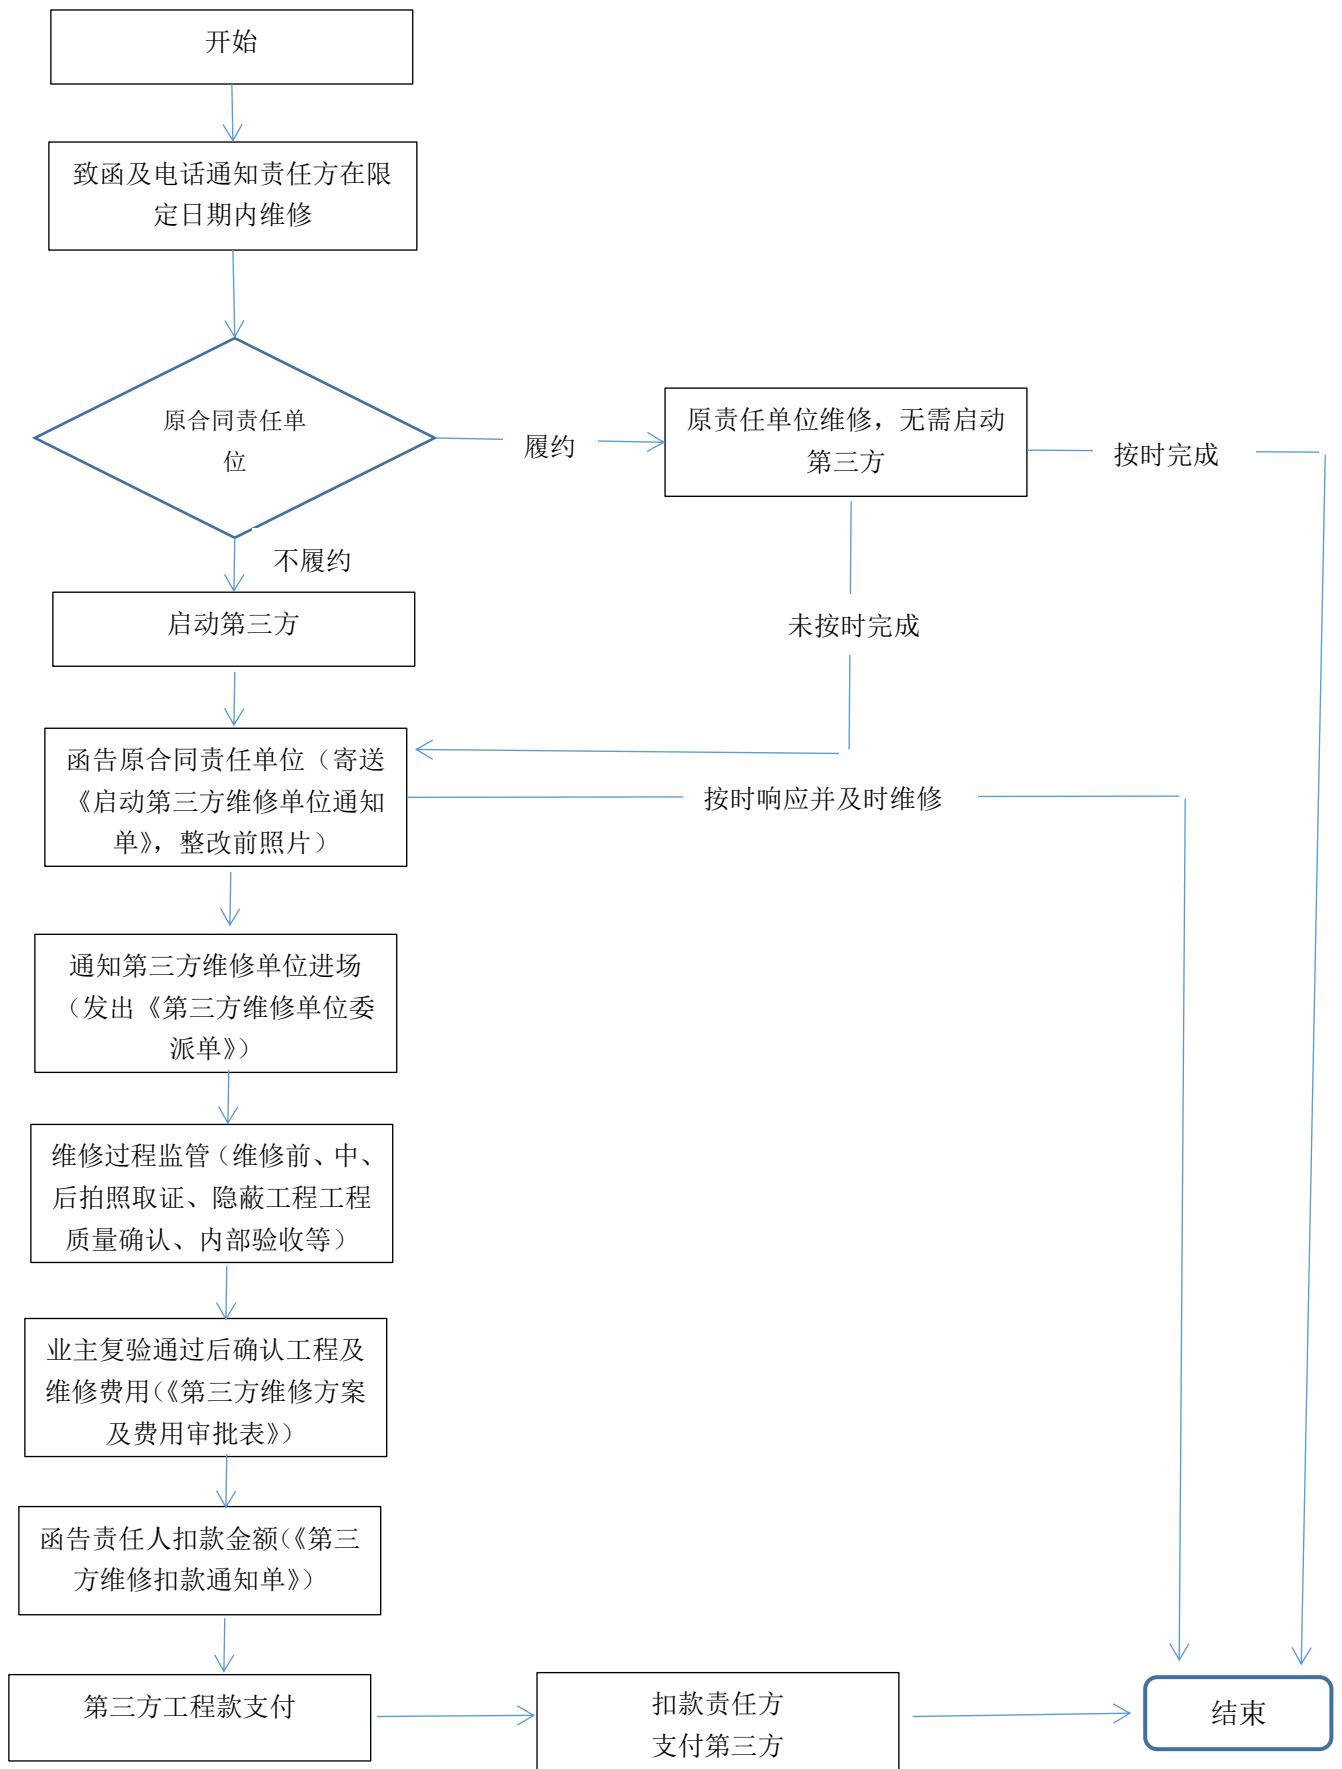 开始
致函及电话通知责任方在限
定日期内维修
原合同责任单
位
履约
原责任单位维修，无需启动
第三方
按时完成
不履约
启动第三方
未按时完成
函告原合同责任单位（寄送
《启动第三方维修单位通知
单》，整改前照片）
按时响应并及时维修
通知第三方维修单位进场
（发出《第三方维修单位委
派单》）
维修过程监管（维修前、中、
后拍照取证、隐蔽工程工程
质量确认、内部验收等）
业主复验通过后确认工程及
维修费用（《第三方维修方案
及费用审批表》）
函告责任人扣款金额（《第三
方维修扣款通知单》）
第三方工程款支付
扣款责任方
支付第三方
结束